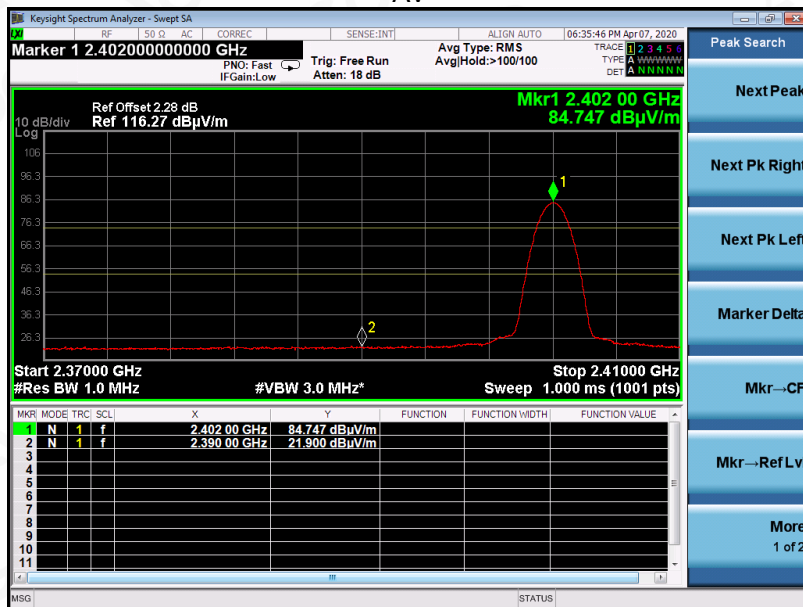 AV
Keysight Spectrum Analyzer - Swept SA
LXI RF 50 Ω AC CORREC SENSE:INT ALIGN AUTO 06:35:46 PM Apr 07, 2020
Marker 1 2.402000000000 GHz
PNO: Fast
IFGain:Low
Trig: Free Run
Atten: 18 dB
Avg Type: RMS
Avg|Hold:>100/100
TRACE 1 2 3 4 5 6
TYPE A WWWWW
DET A N N N N N
Ref Offset 2.28 dB
10 dB/div Ref 116.27 dBµV/m
Log
Mkr1 2.402 00 GHz
84.747 dBµV/m
106
96.3
86.3
76.3
66.3
56.3
46.3
36.3
26.3
1
2
Start 2.37000 GHz Stop 2.41000 GHz
#Res BW 1.0 MHz #VBW 3.0 MHz* Sweep 1.000 ms (1001 pts)
MKR MODE TRC SCL X Y FUNCTION FUNCTION WIDTH FUNCTION VALUE
1 N 1 f 2.402 00 GHz 84.747 dBµV/m
2 N 1 f 2.390 00 GHz 21.900 dBµV/m
3
4
5
6
7
8
9
10
11
MSG STATUS
Peak Search
Next Peak
Next Pk Right
Next Pk Left
Marker Delta
Mkr→CF
Mkr→Ref Lv
More
1 of 2